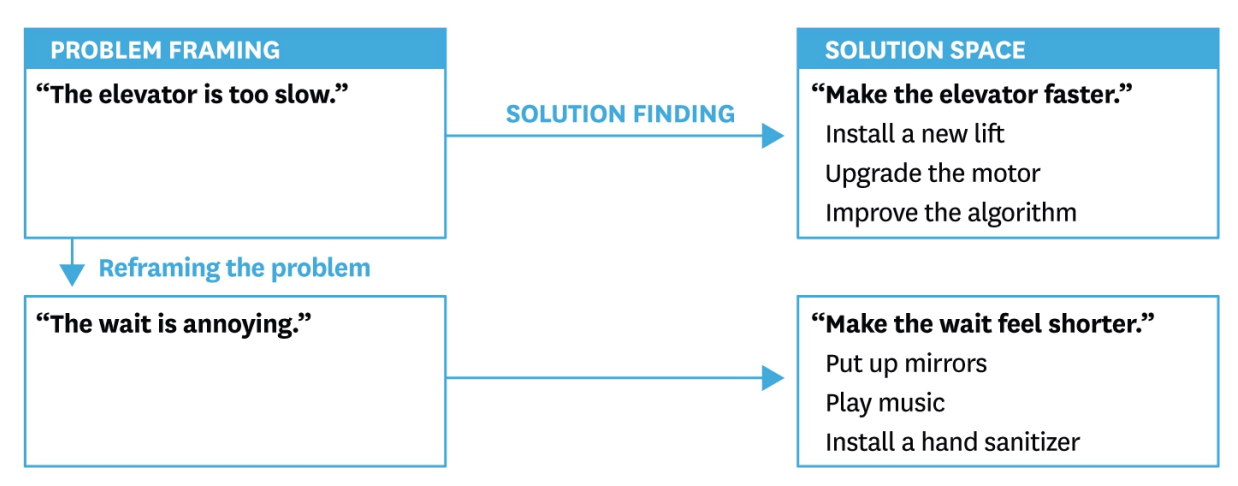 PROBLEM FRAMING
“The elevator is too slow.”
SOLUTION FINDING
SOLUTION SPACE
“Make the elevator faster.”
Install a new lift
Upgrade the motor
Improve the algorithm
Reframing the problem
“The wait is annoying.”
“Make the wait feel shorter.”
Put up mirrors
Play music
Install a hand sanitizer